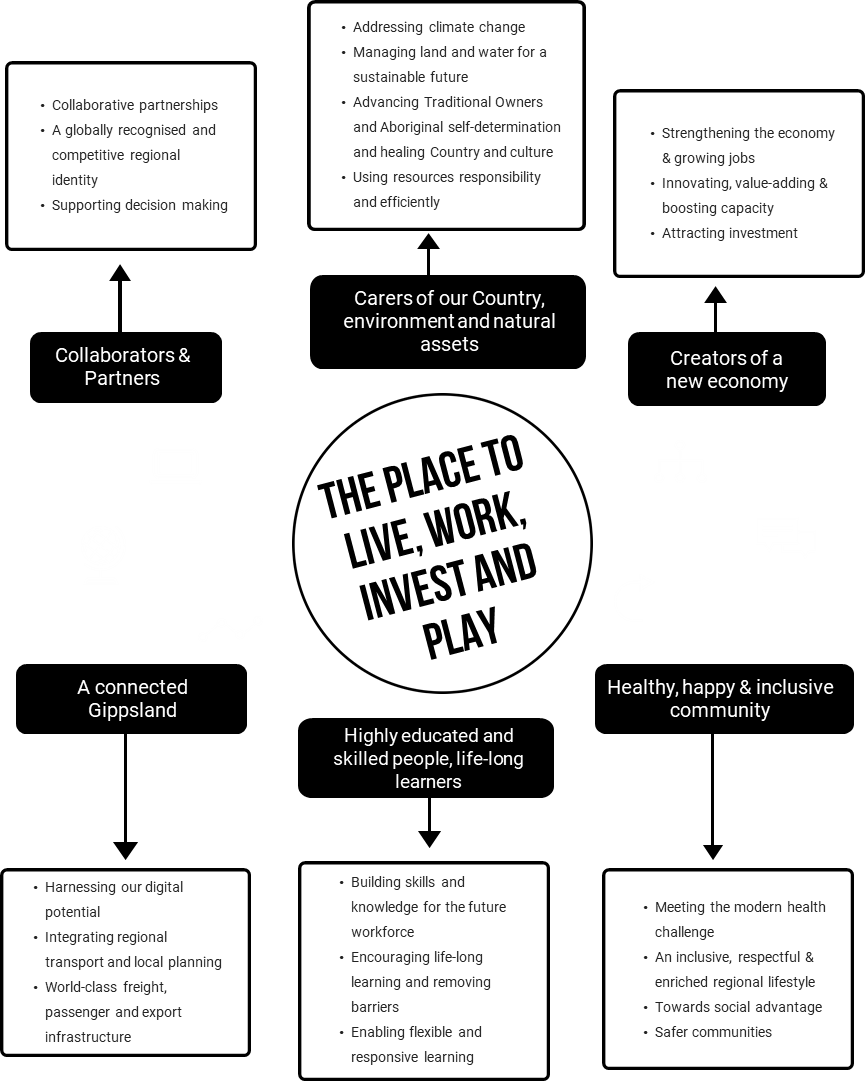 • Collaborative partnerships
• A globally recognised and
competitive regional
identity
• Supporting decision making
• Addressing climate change
• Managing land and water for a
sustainable future
• Advancing Traditional Owners
and Aboriginal self-determination
and healing Country and culture
• Using resources responsibility
and efficiently
• Strengthening the economy
& growing jobs
• Innovating, value-adding &
boosting capacity
• Attracting investment
Collaborators &
Partners
Carers of our Country,
environment and natural
assets
Creators of a
new economy
THE PLACE TO
LIVE, WORK,
INVEST AND
PLAY
A connected
Gippsland
Highly educated and
skilled people, life-long
learners
Healthy, happy & inclusive
community
• Harnessing our digital
potential
• Integrating regional
transport and local planning
• World-class freight,
passenger and export
infrastructure
• Building skills and
knowledge for the future
workforce
• Encouraging life-long
learning and removing
barriers
• Enabling flexible and
responsive learning
• Meeting the modern health
challenge
• An inclusive, respectful &
enriched regional lifestyle
• Towards social advantage
• Safer communities